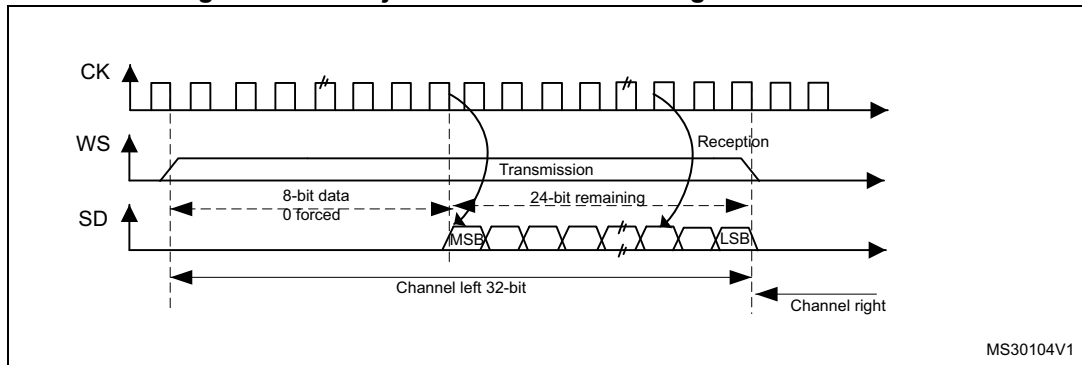 CK
WS
Reception
Transmission
8-bit data
0 forced
24-bit remaining
SD
MSB
LSB
Channel left 32-bit
Channel right
MS30104V1